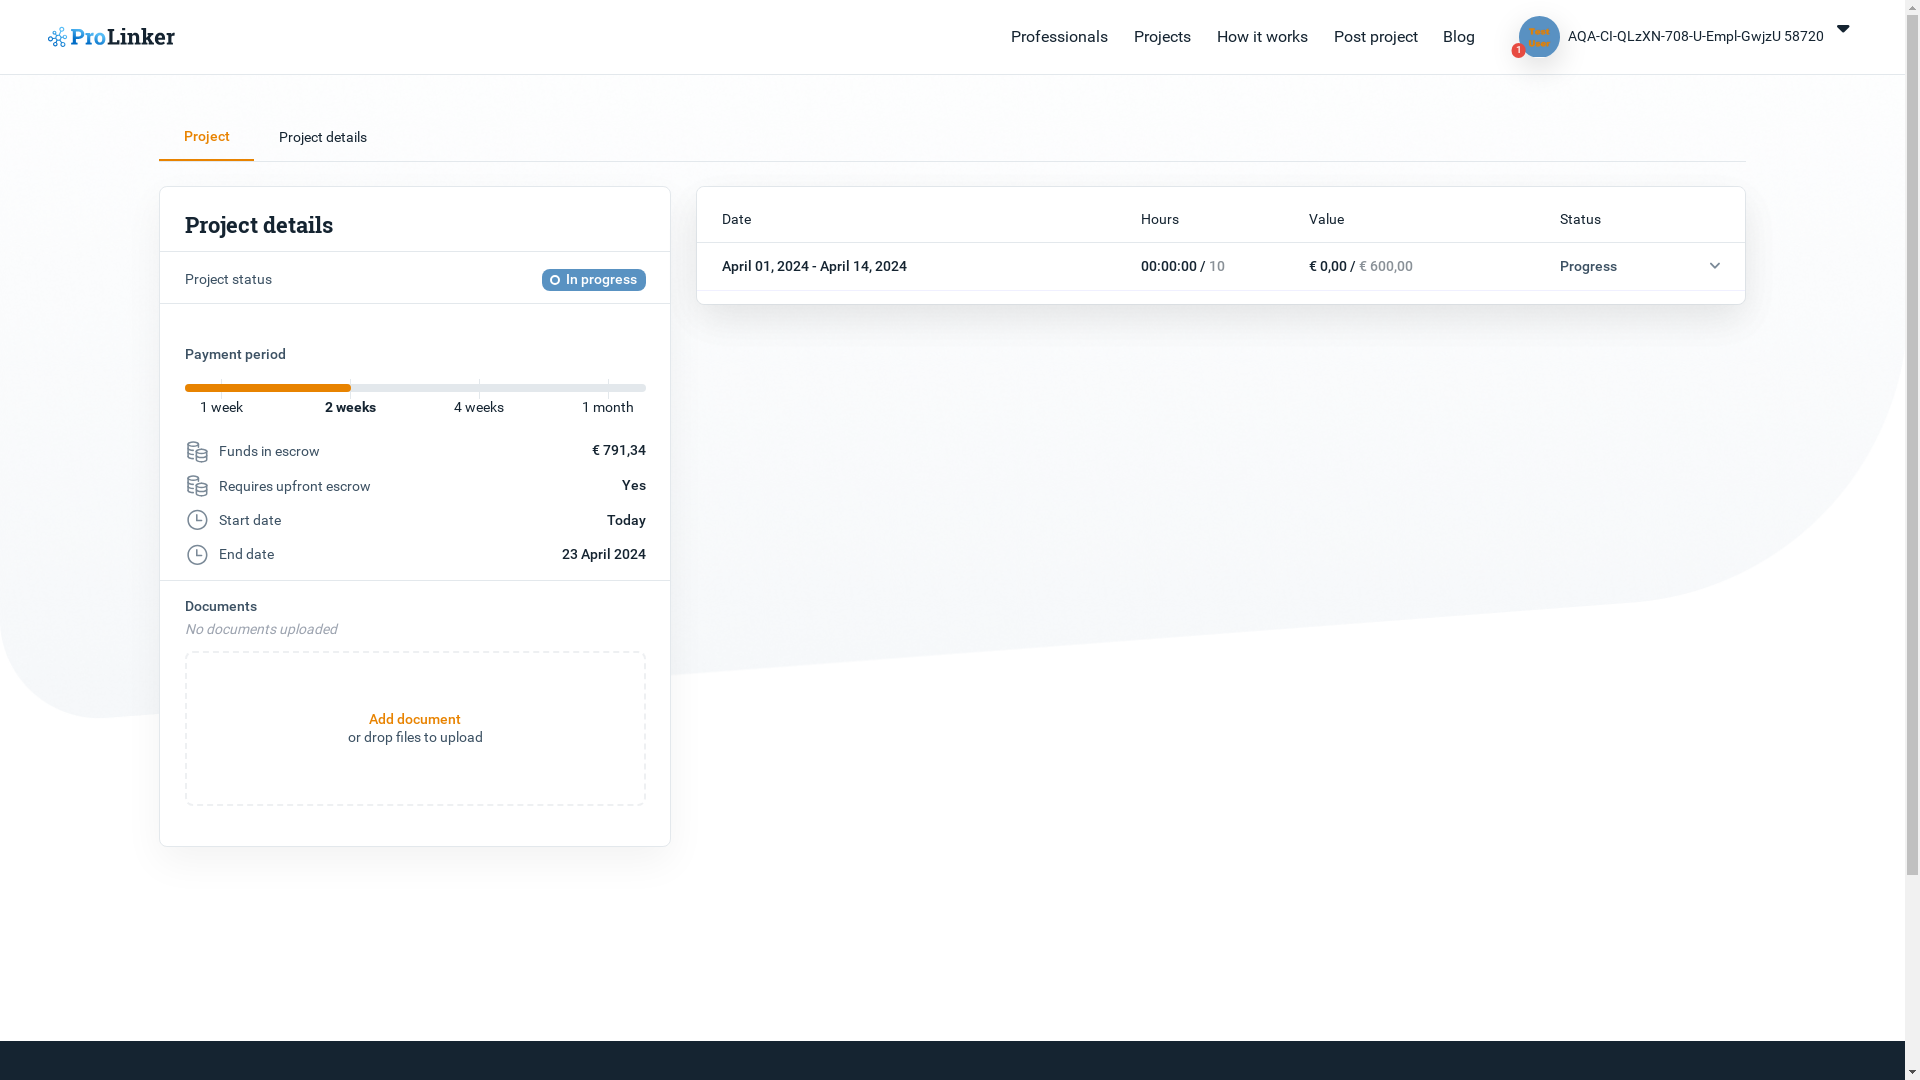 ProLinker
Professionals
Projects
How it works
Post project
Blog
Test
User
1
AQA-CI-QLzXN-708-U-Empl-GwjzU 58720
Project
Project details
Project details
Project status
In progress
Payment period
1 week
2 weeks
4 weeks
1 month
Funds in escrow
€ 791,34
Requires upfront escrow
Yes
Start date
Today
End date
23 April 2024
Documents
No documents uploaded
Add document
or drop files to upload
Date
Hours
Value
Status
April 01, 2024 - April 14, 2024
00:00:00 / 10
€ 0,00 / € 600,00
Progress